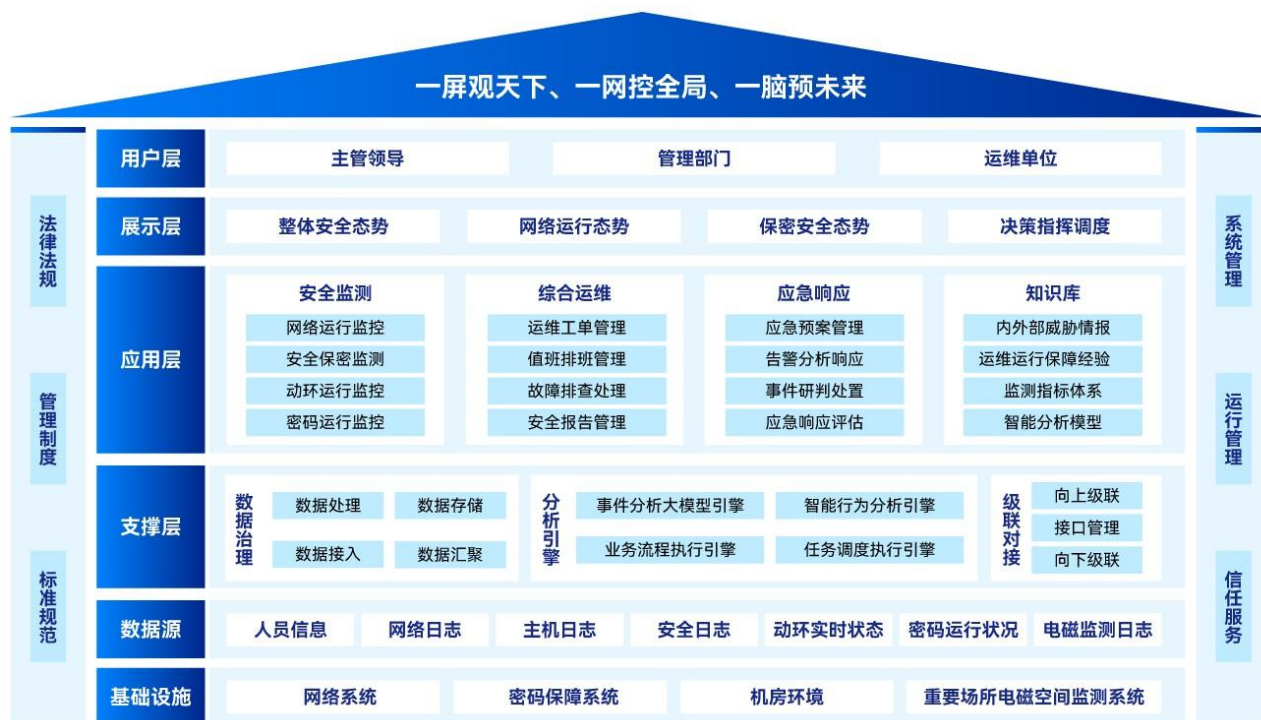 一屏观天下、一网控全局、一脑预未来
法律法规
管理制度
标准规范
用户层
主管领导
管理部门
运维单位
展示层
整体安全态势
网络运行态势
保密安全态势
决策指挥调度
应用层
安全监测
网络运行监控
安全保密监测
动环运行监控
密码运行监控
综合运维
运维工单管理
值班排班管理
故障排查处理
安全报告管理
应急响应
应急预案管理
告警分析响应
事件研判处置
应急响应评估
知识库
内外部威胁情报
运维运行保障经验
监测指标体系
智能分析模型
支撑层
数据治理
数据处理
数据存储
数据接入
数据汇聚
分析引擎
事件分析大模型引擎
智能行为分析引擎
业务流程执行引擎
任务调度执行引擎
级联对接
向上级联
接口管理
向下级联
数据源
人员信息
网络日志
主机日志
安全日志
动环实时状态
密码运行状况
电磁监测日志
基础设施
网络系统
密码保障系统
机房环境
重要场所电磁空间监测系统
系统管理
运行管理
信任服务